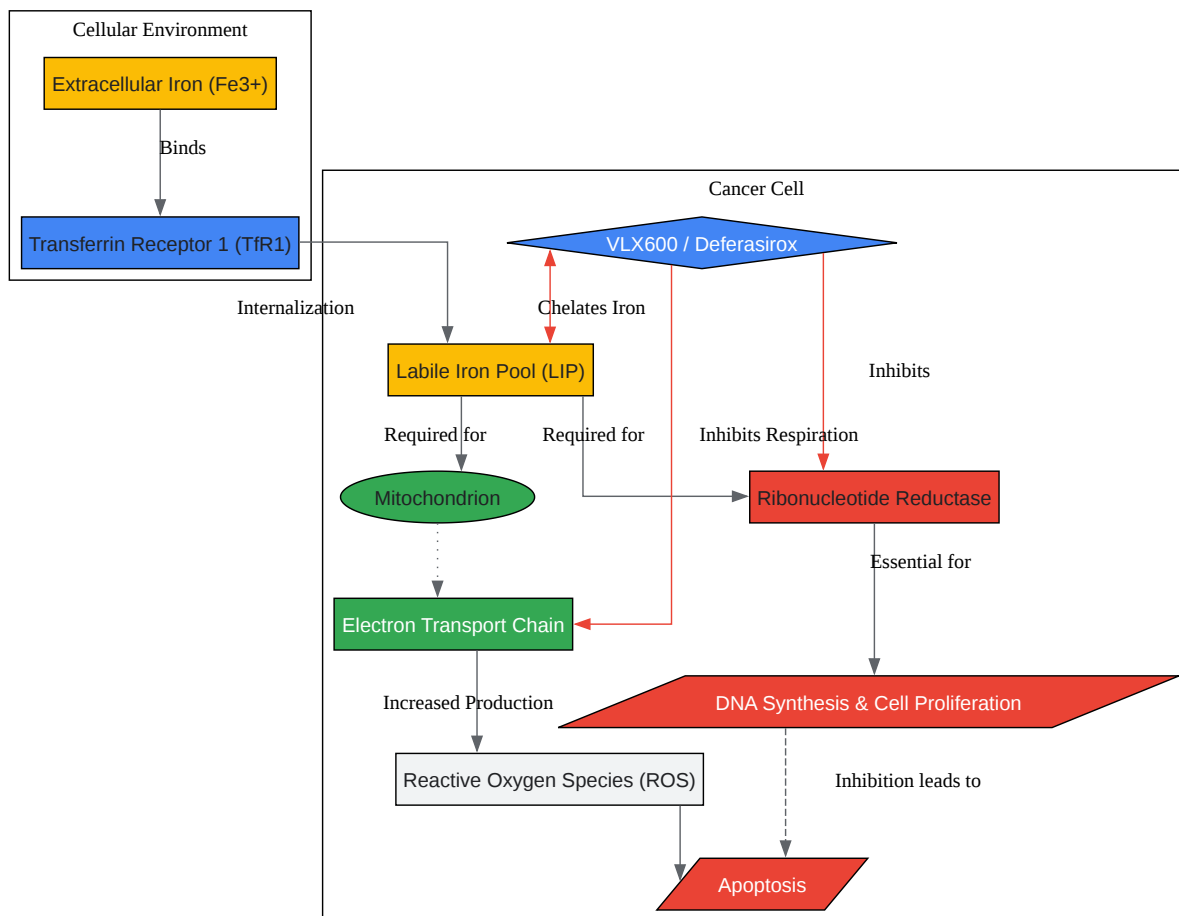 Cellular Environment
Extracellular Iron (Fe3+)
Binds
Cancer Cell
Transferrin Receptor 1 (TfR1)
VLX600 / Deferasirox
Internalization
Chelates Iron
Labile Iron Pool (LIP)
Inhibits
Required for
Required for
Inhibits Respiration
Mitochondrion
Ribonucleotide Reductase
Essential for
Electron Transport Chain
Increased Production
DNA Synthesis & Cell Proliferation
Reactive Oxygen Species (ROS)
Inhibition leads to
Apoptosis